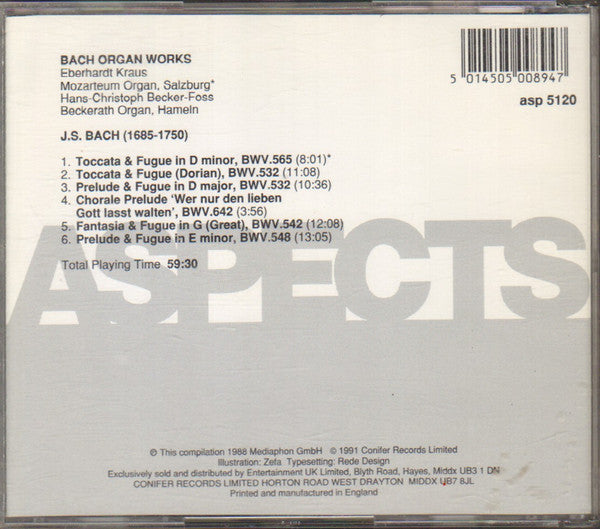 BACH ORGAN WORKS
Eberhardt Kraus
Mozarteum Organ, Salzburg*
Hans-Christoph Becker-Foss
Beckerath Organ, Hameln
J.S. BACH (1685-1750)
1. Toccata & Fugue in D minor, BWV.565 (8:01)*
2. Toccata & Fugue (Dorian), BWV.532 (11:08)
3. Prelude & Fugue in D major, BWV.532 (10:36)
4. Chorale Prelude 'Wer nur den lieben
Gott lasst walten', BWV.642 (3:56)
5. Fantasia & Fugue in G (Great), BWV.542 (12:08)
6. Prelude & Fugue in E minor, BWV.548 (13:05)
Total Playing Time 59:30
5 014505 008947
asp 5120
ASPECTS
℗ This compilation 1988 Mediaphon GmbH © 1991 Conifer Records Limited
Illustration: Zefa Typesetting: Rede Design
Exclusively sold and distributed by Entertainment UK Limited, Blyth Road, Hayes, Middx UB3 1 DN
CONIFER RECORDS LIMITED HORTON ROAD WEST DRAYTON MIDDX UB7 8JL
Printed and manufactured in England